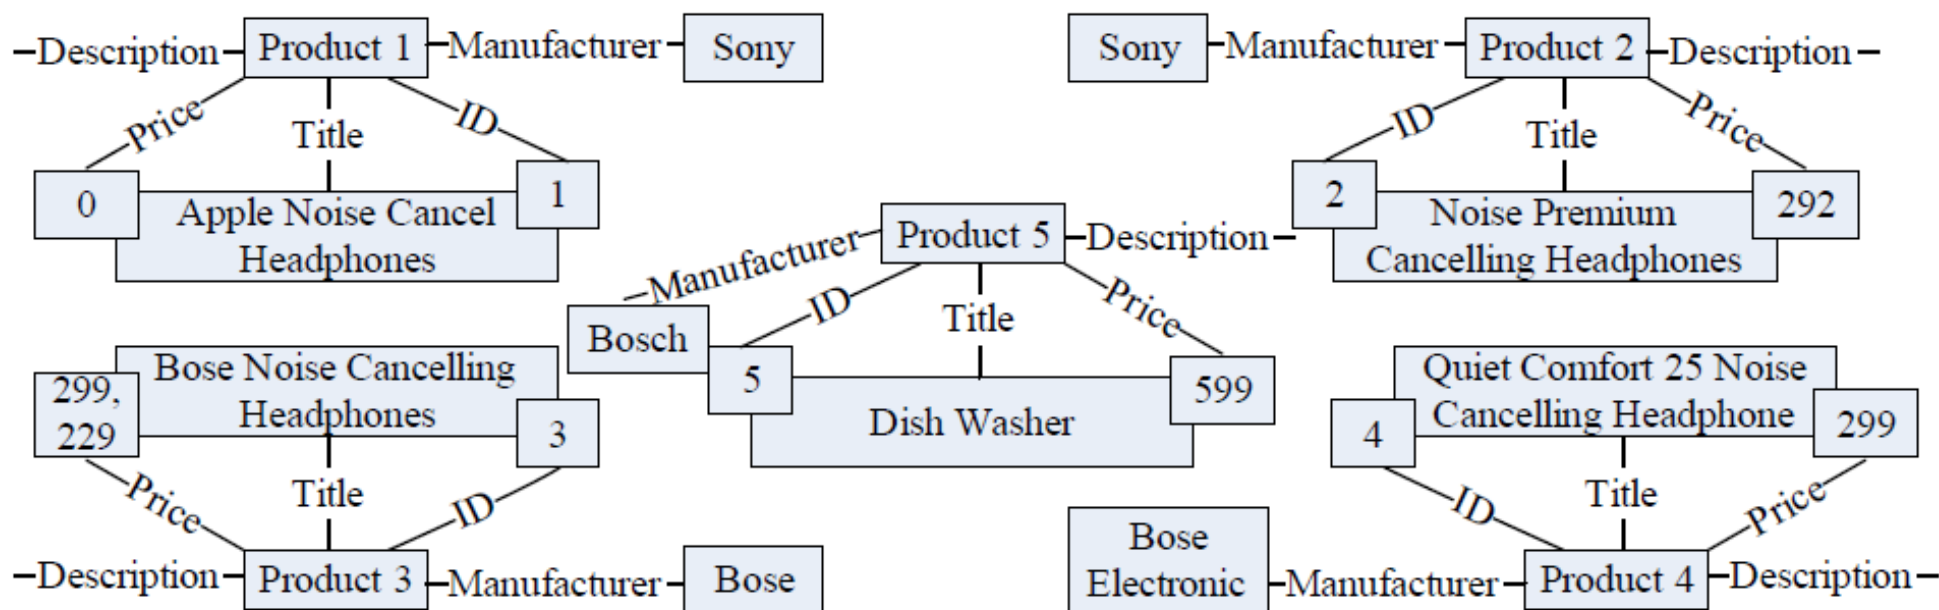 Description
Product 1
Manufacturer
Sony
Price
Title
ID
0
1
Apple Noise Cancel
Headphones
Sony
Manufacturer
Product 2
Description
ID
Title
Price
2
292
Noise Premium
Cancelling Headphones
Manufacturer
Product 5
Description
ID
Title
Price
Bosch
5
599
Dish Washer
Bose Noise Cancelling
Headphones
299,
229
3
Price
Title
ID
Description
Product 3
Manufacturer
Bose
Quiet Comfort 25 Noise
Cancelling Headphone
4
299
ID
Title
Price
Bose
Electronic
Manufacturer
Product 4
Description